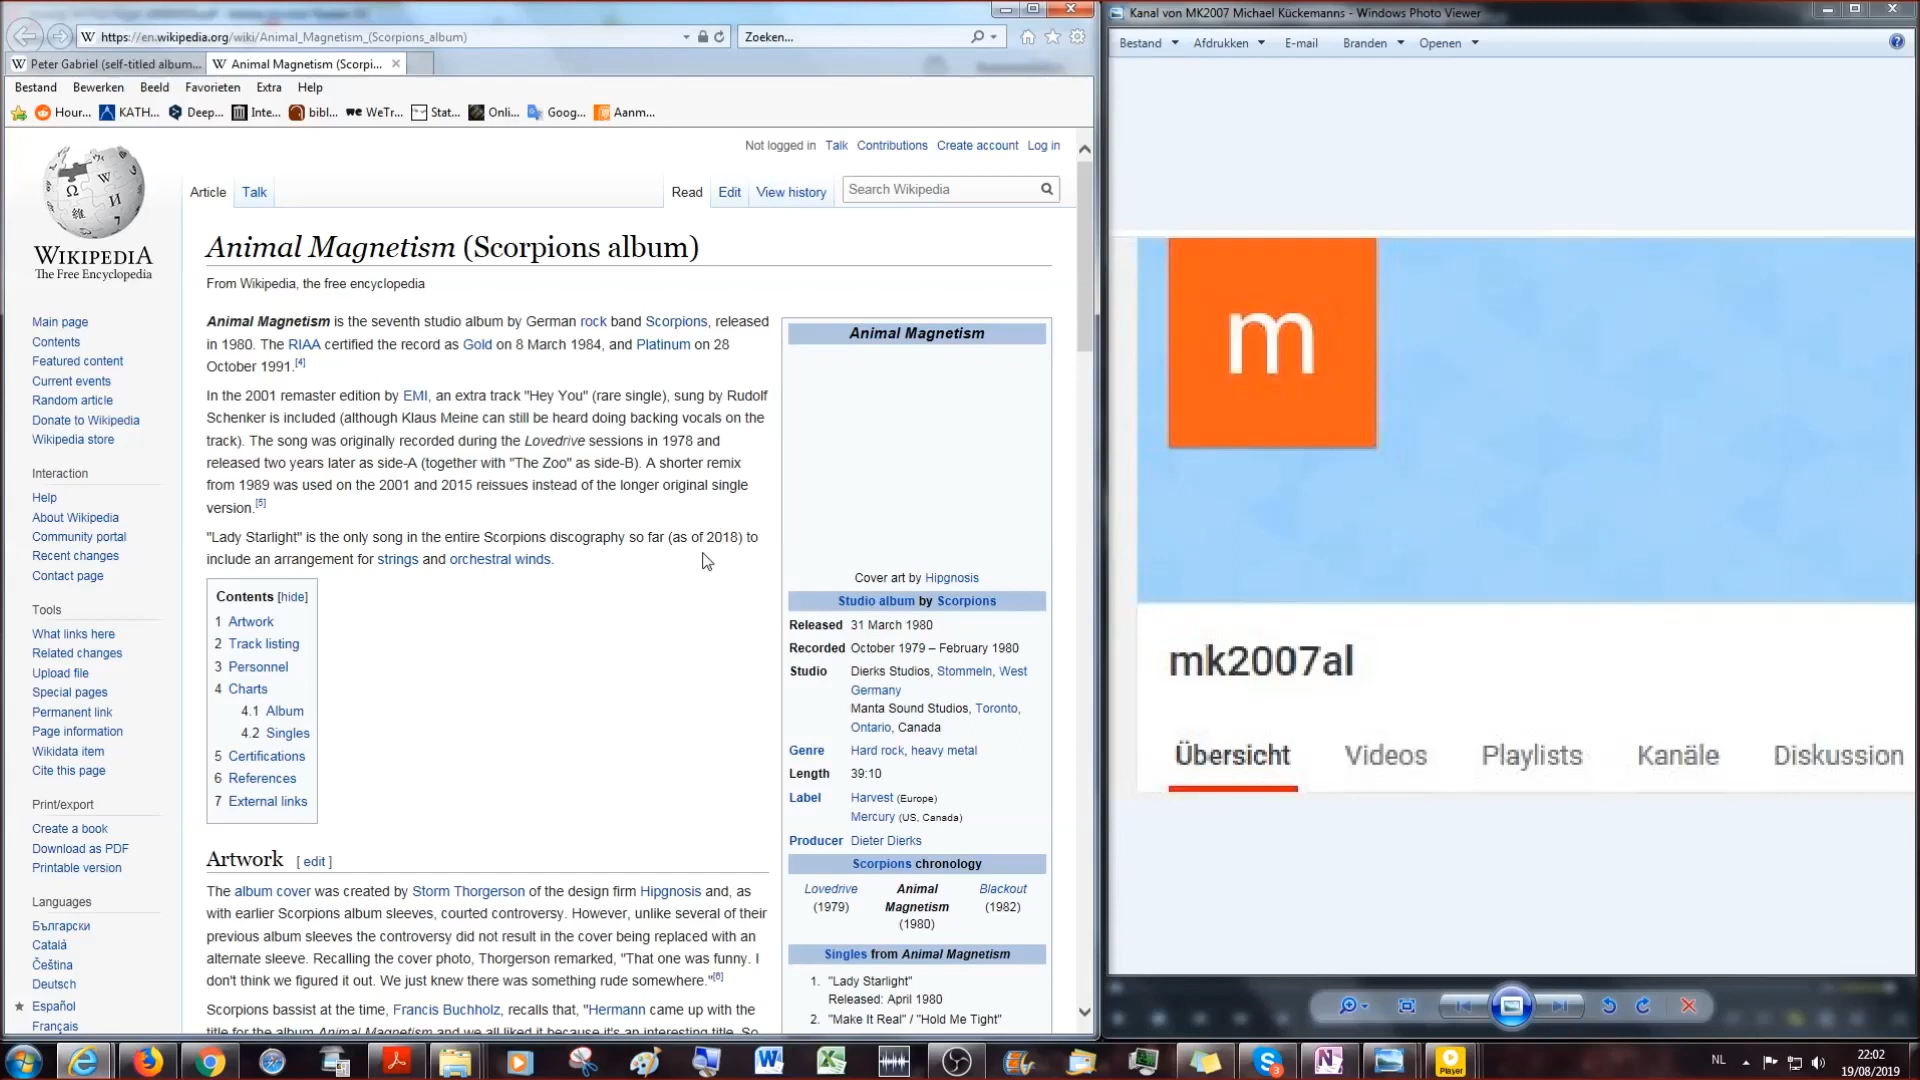 https://en.wikipedia.org/wiki/Animal_Magnetism_(Scorpions_album)
Zoeken...
Peter Gabriel (self-titled album...
Animal Magnetism (Scorpi...
Bestand Bewerken Beeld Favorieten Extra Help
Hour... KATH... Deep... Inte... bibl... WeTr... Stat... Onli... Goog... Aanm...
Not logged in Talk Contributions Create account Log in
Article Talk Read Edit View history Search Wikipedia
WIKIPEDIA
The Free Encyclopedia
Main page
Contents
Featured content
Current events
Random article
Donate to Wikipedia
Wikipedia store
Interaction
Help
About Wikipedia
Community portal
Recent changes
Contact page
Tools
What links here
Related changes
Upload file
Special pages
Permanent link
Page information
Wikidata item
Cite this page
Print/export
Create a book
Download as PDF
Printable version
Languages
Български
Català
Čeština
Deutsch
Español
Français
Animal Magnetism (Scorpions album)
From Wikipedia, the free encyclopedia
Animal Magnetism is the seventh studio album by German rock band Scorpions, released
in 1980. The RIAA certified the record as Gold on 8 March 1984, and Platinum on 28
October 1991.[4]
In the 2001 remaster edition by EMI, an extra track "Hey You" (rare single), sung by Rudolf
Schenker is included (although Klaus Meine can still be heard doing backing vocals on the
track). The song was originally recorded during the Lovedrive sessions in 1978 and
released two years later as side-A (together with "The Zoo" as side-B). A shorter remix
from 1989 was used on the 2001 and 2015 reissues instead of the longer original single
version.[5]
"Lady Starlight" is the only song in the entire Scorpions discography so far (as of 2018) to
include an arrangement for strings and orchestral winds.
Contents [hide]
1 Artwork
2 Track listing
3 Personnel
4 Charts
4.1 Album
4.2 Singles
5 Certifications
6 References
7 External links
Artwork [ edit ]
The album cover was created by Storm Thorgerson of the design firm Hipgnosis and, as
with earlier Scorpions album sleeves, courted controversy. However, unlike several of their
previous album sleeves the controversy did not result in the cover being replaced with an
alternate sleeve. Recalling the cover photo, Thorgerson remarked, "That one was funny. I
don't think we figured it out. We just knew there was something rude somewhere."[6]
Scorpions bassist at the time, Francis Buchholz, recalls that, "Hermann came up with the
title for the album Animal Magnetism and we all liked it because it's an interesting title. So
Animal Magnetism
Cover art by Hipgnosis
Studio album by Scorpions
Released 31 March 1980
Recorded October 1979 – February 1980
Studio Dierks Studios, Stommeln, West
Germany
Manta Sound Studios, Toronto,
Ontario, Canada
Genre Hard rock, heavy metal
Length 39:10
Label Harvest (Europe)
Mercury (US, Canada)
Producer Dieter Dierks
Scorpions chronology
Lovedrive (1979)
Animal Magnetism (1980)
Blackout (1982)
Singles from Animal Magnetism
1. "Lady Starlight"
Released: April 1980
2. "Make It Real" / "Hold Me Tight"
Kanal von MK2007 Michael Kückemanns - Windows Photo Viewer
Bestand Afdrukken E-mail Branden Openen
m
mk2007al
Übersicht Videos Playlists Kanäle Diskussion
Player
3
NL
22:02
19/08/2019